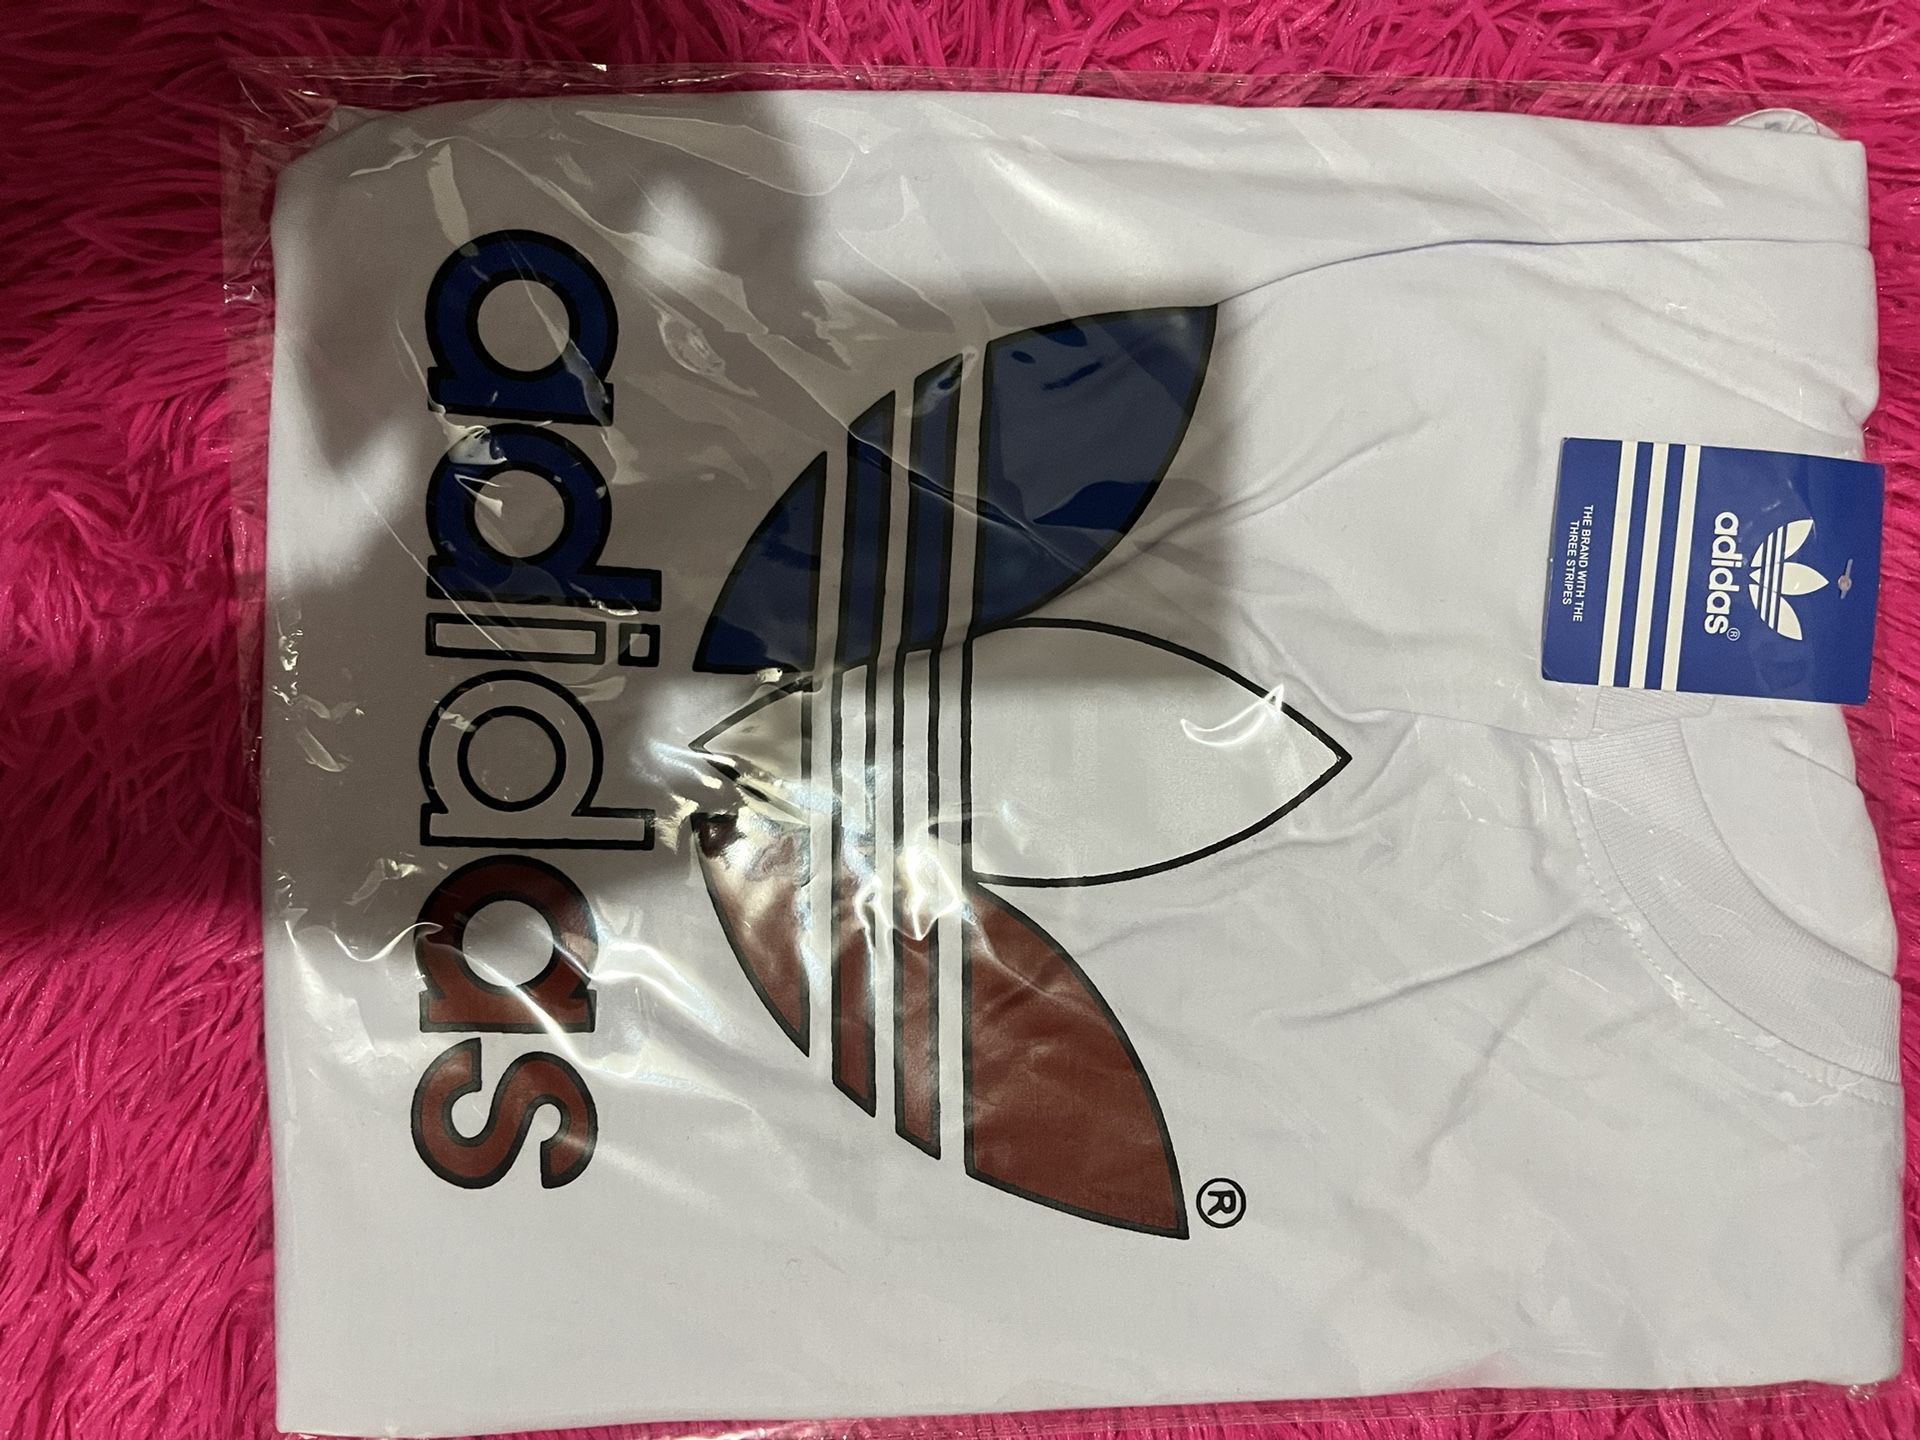 adidas®
THE BRAND WITH THE
THREE STRIPES
®
adidas